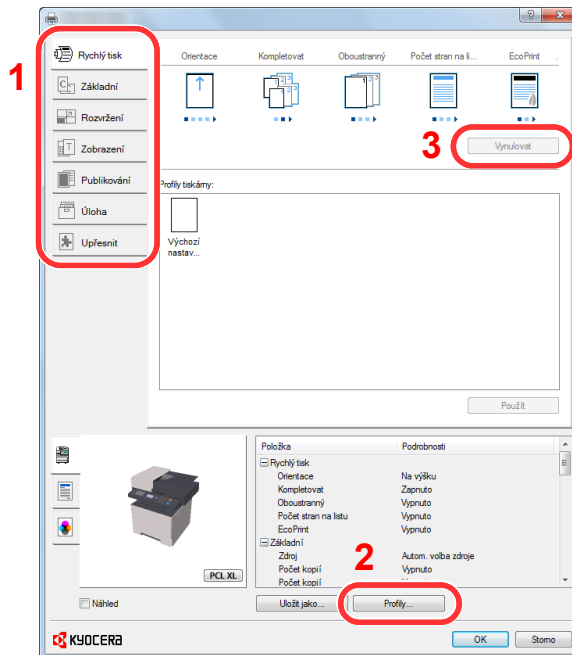 1
Rychlý tisk
Základní
Rozvržení
Zobrazení
Publikování
Úloha
Upřesnit
Orientace Kompletovat Oboustranný Počet stran na li... EcoPrint
3
Vynulovat
Profily tiskárny:
Výchozí
nastav...
Použít
Položka Podrobnosti
Rychlý tisk
Orientace Na výšku
Kompletovat Zapnuto
Oboustranný Vypnuto
Počet stran na listu Vypnuto
EcoPrint Vypnuto
Základní
Zdroj Autom. volba zdroje
Počet kopií Vypnuto
Počet kopií
2
PCL XL
Náhled
Uložit jako... Profily...
KYOCERA
OK Storno